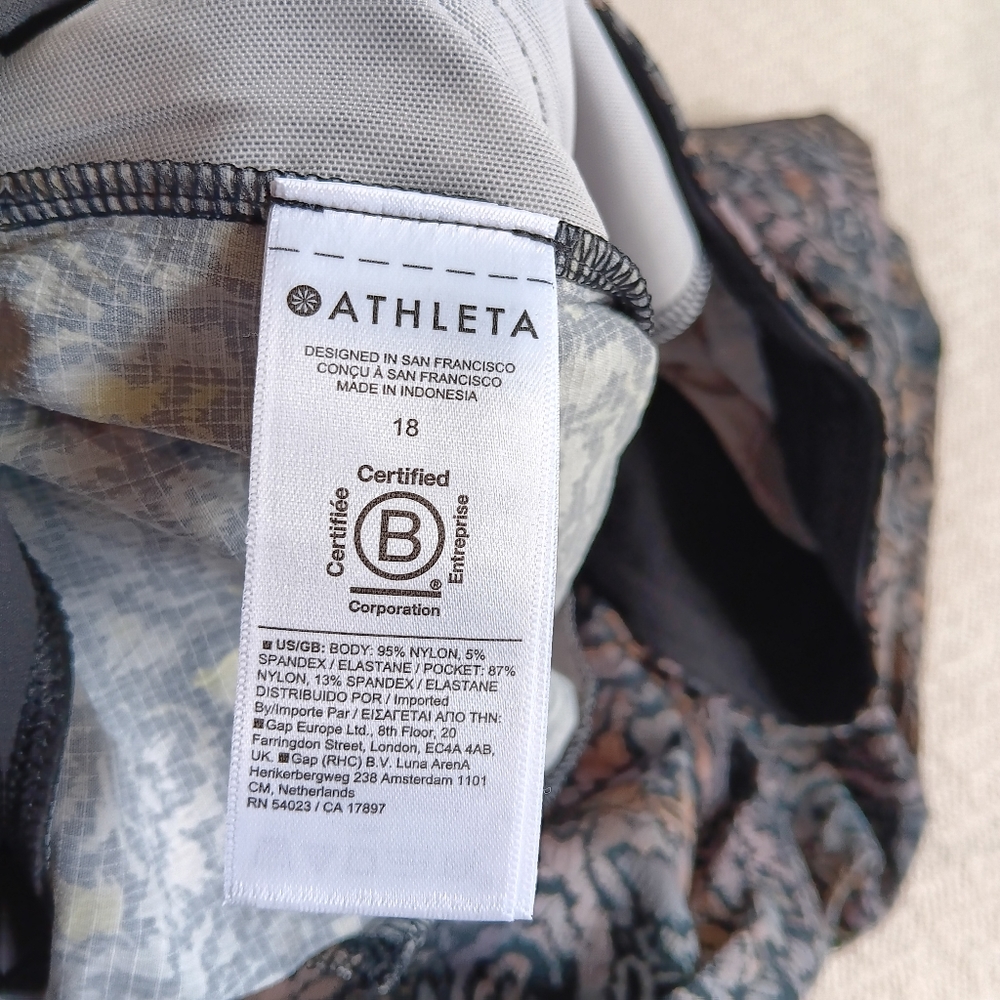 ATHLETA
DESIGNED IN SAN FRANCISCO
CONÇU À SAN FRANCISCO
MADE IN INDONESIA
18
Certified
Certifiée
B
Entreprise
®
Corporation
US/GB: BODY: 95% NYLON, 5%
SPANDEX / ELASTANE / POCKET: 87%
NYLON, 13% SPANDEX / ELASTANE
DISTRIBUIDO POR / Imported
By/Importe Par / ΕΙΣΑΓΕΤΑΙ ΑΠΟ ΤΗΝ:
Gap Europe Ltd., 8th Floor, 20
Farringdon Street, London, EC4A 4AB,
UK. Gap (RHC) B.V. Luna ArenA
Herikerbergweg 238 Amsterdam 1101
CM, Netherlands
RN 54023 / CA 17897